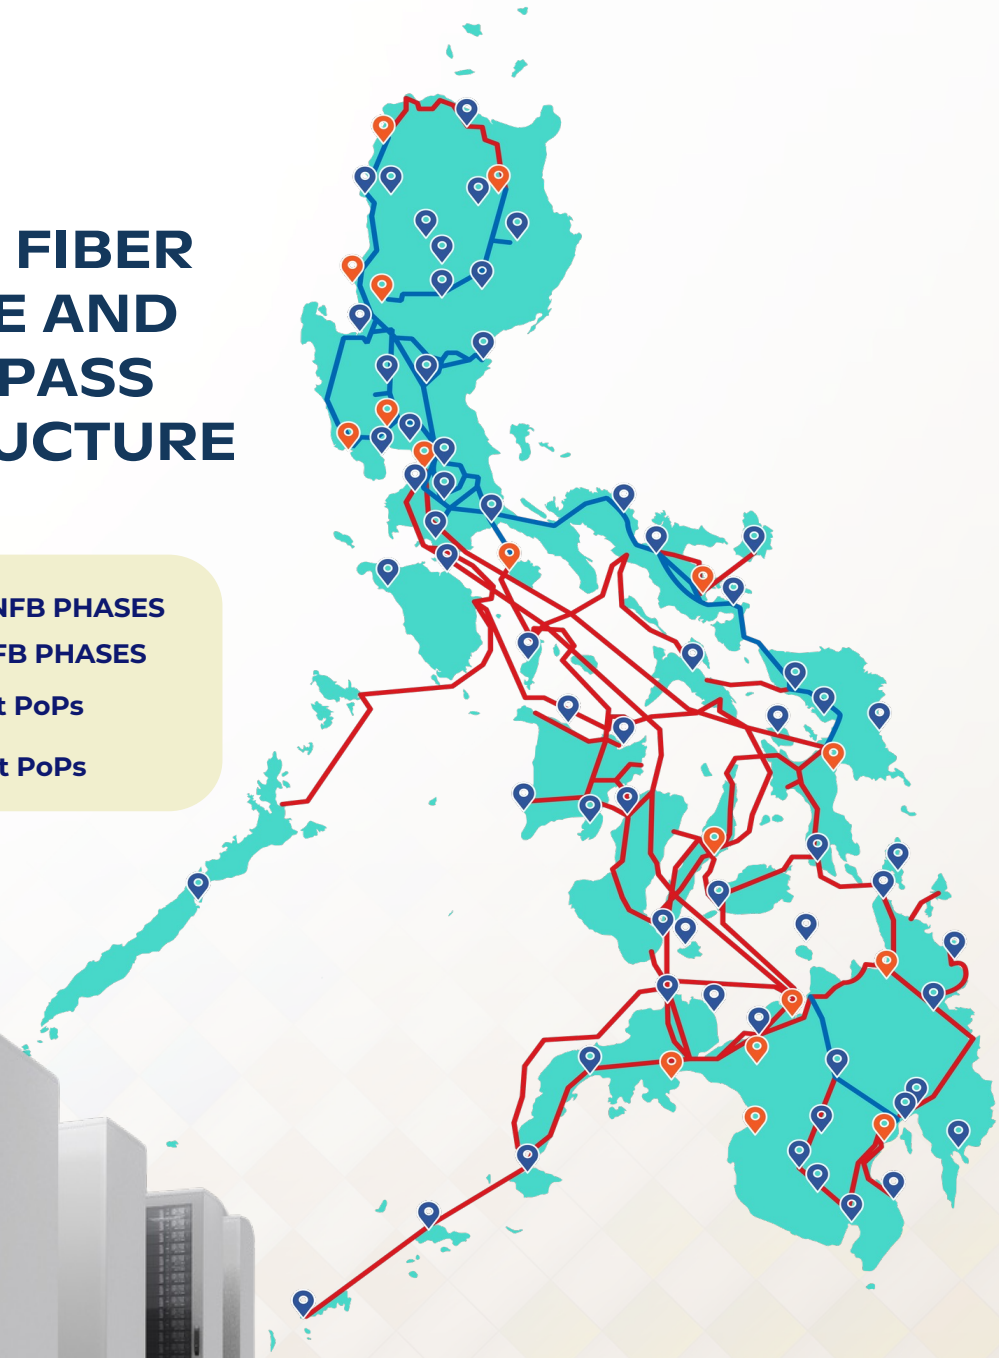 FIBER
E AND
PASS
UCTURE
NFB PHASES
FB PHASES
t PoPs
t PoPs